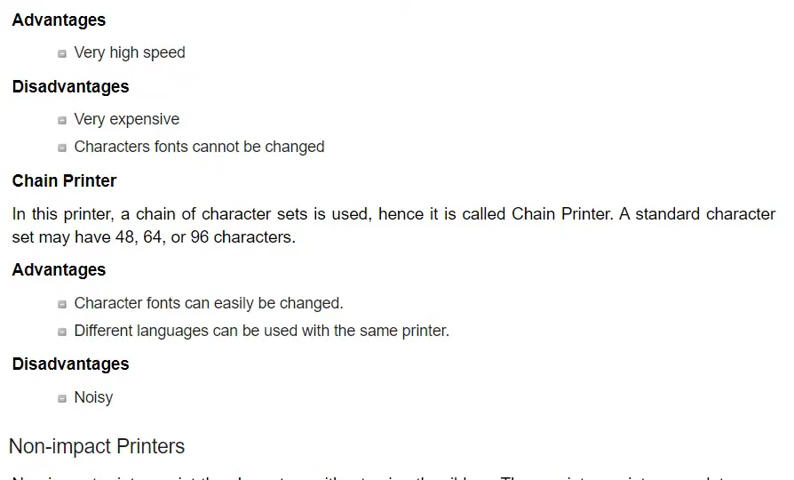 Advantages
Very high speed
Disadvantages
Very expensive
Characters fonts cannot be changed
Chain Printer
In this printer, a chain of character sets is used, hence it is called Chain Printer. A standard character
set may have 48, 64, or 96 characters.
Advantages
Character fonts can easily be changed.
Different languages can be used with the same printer.
Disadvantages
Noisy
Non-impact Printers